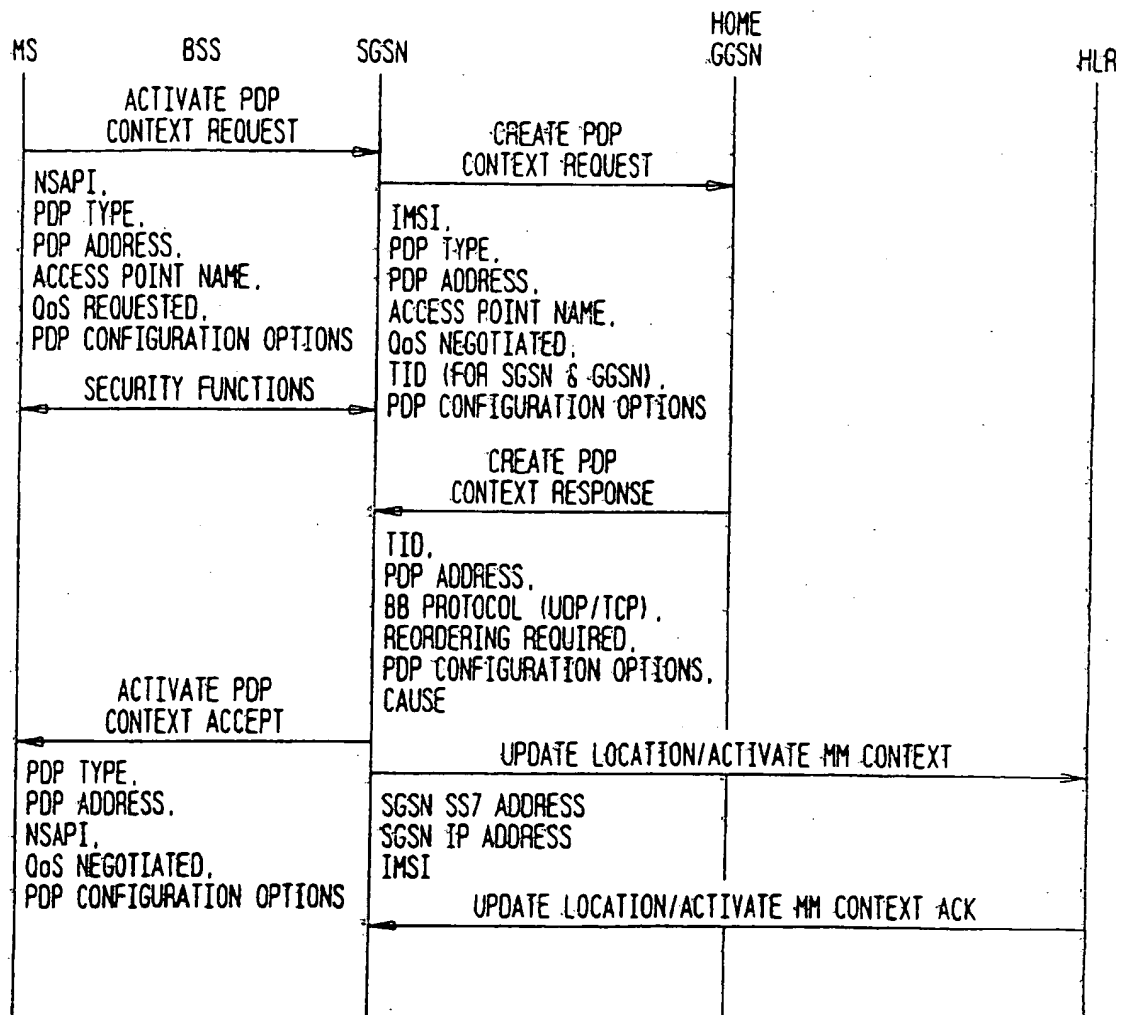 MS BSS SGSN HOME GGSN HLR
ACTIVATE PDP
CONTEXT REQUEST
NSAPI,
PDP TYPE,
PDP ADDRESS,
ACCESS POINT NAME,
QoS REQUESTED,
PDP CONFIGURATION OPTIONS
SECURITY FUNCTIONS
CREATE PDP
CONTEXT REQUEST
IMSI,
PDP TYPE,
PDP ADDRESS,
ACCESS POINT NAME,
QoS NEGOTIATED,
TID (FOR SGSN & GGSN),
PDP CONFIGURATION OPTIONS
CREATE PDP
CONTEXT RESPONSE
TID,
PDP ADDRESS,
BB PROTOCOL (UDP/TCP),
REORDERING REQUIRED,
PDP CONFIGURATION OPTIONS,
CAUSE
ACTIVATE PDP
CONTEXT ACCEPT
PDP TYPE,
PDP ADDRESS,
NSAPI,
QoS NEGOTIATED,
PDP CONFIGURATION OPTIONS
UPDATE LOCATION/ACTIVATE MM CONTEXT
SGSN SS7 ADDRESS
SGSN IP ADDRESS
IMSI
UPDATE LOCATION/ACTIVATE MM CONTEXT ACK